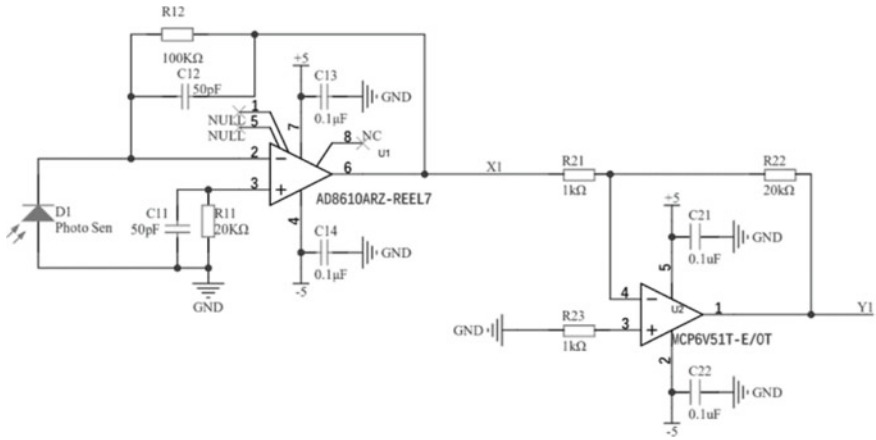 R12
100KΩ
C12
50pF
+5
C13
GND
0.1μF
1
NULL
5
NULL
7
8
NC
U1
2
6
3
AD8610ARZ-REEL7
4
D1
Photo Sen
C11
50pF
R11
20KΩ
C14
GND
0.1μF
-5
GND
X1
R21
1kΩ
R22
20kΩ
+5
C21
GND
0.1uF
5
4
U2
1
Y1
GND
R23
1kΩ
3
MCP6V51T-E/OT
2
C22
GND
0.1uF
-5